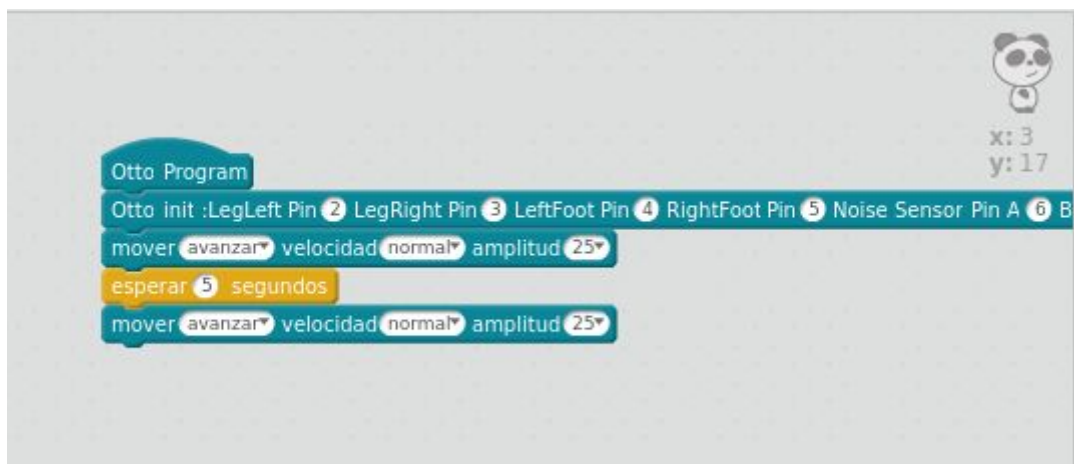 x: 3
y: 17
Otto Program
Otto init :LegLeft Pin 2 LegRight Pin 3 LeftFoot Pin 4 RightFoot Pin 5 Noise Sensor Pin A 6 B
mover avanzar velocidad normal amplitud 25
esperar 5 segundos
mover avanzar velocidad normal amplitud 25